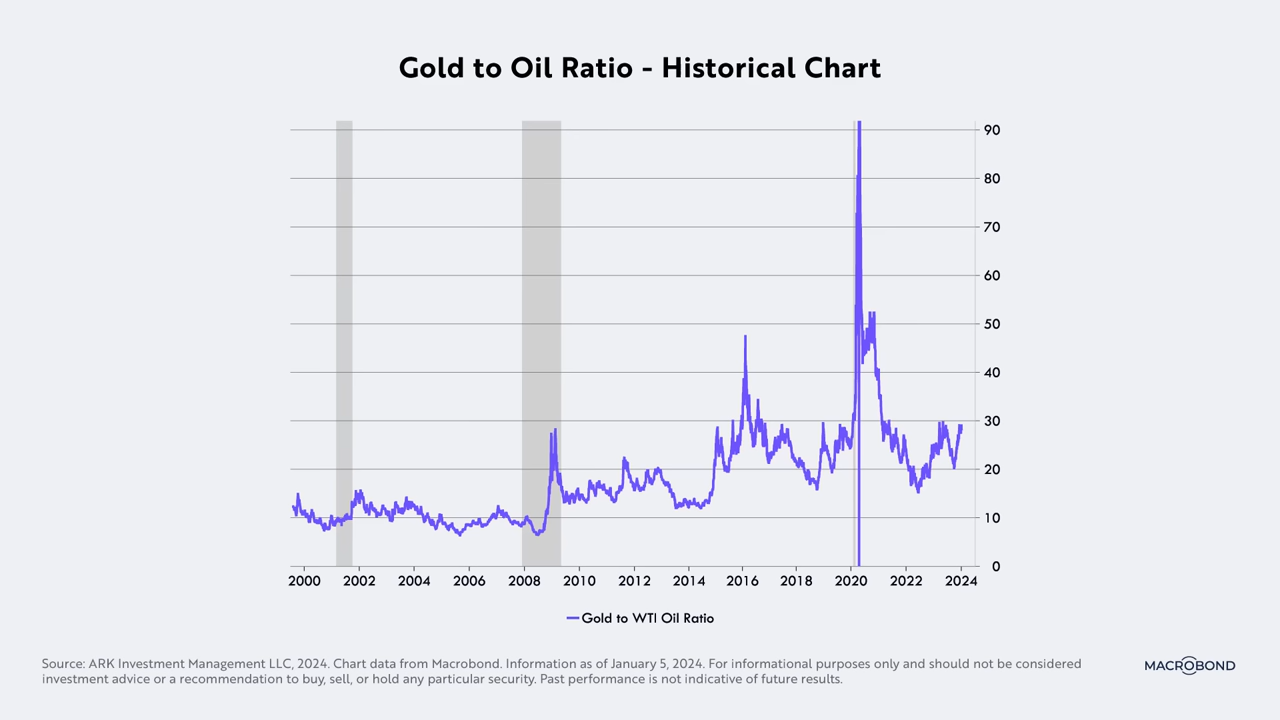 Gold to Oil Ratio - Historical Chart
90
80
70
60
50
40
30
20
10
0
2000 2002 2004 2006 2008 2010 2012 2014 2016 2018 2020 2022 2024
Gold to WTI Oil Ratio
Source: ARK Investment Management LLC, 2024. Chart data from Macrobond. Information as of January 5, 2024. For informational purposes only and should not be considered
investment advice or a recommendation to buy, sell, or hold any particular security. Past performance is not indicative of future results.
MACROBOND